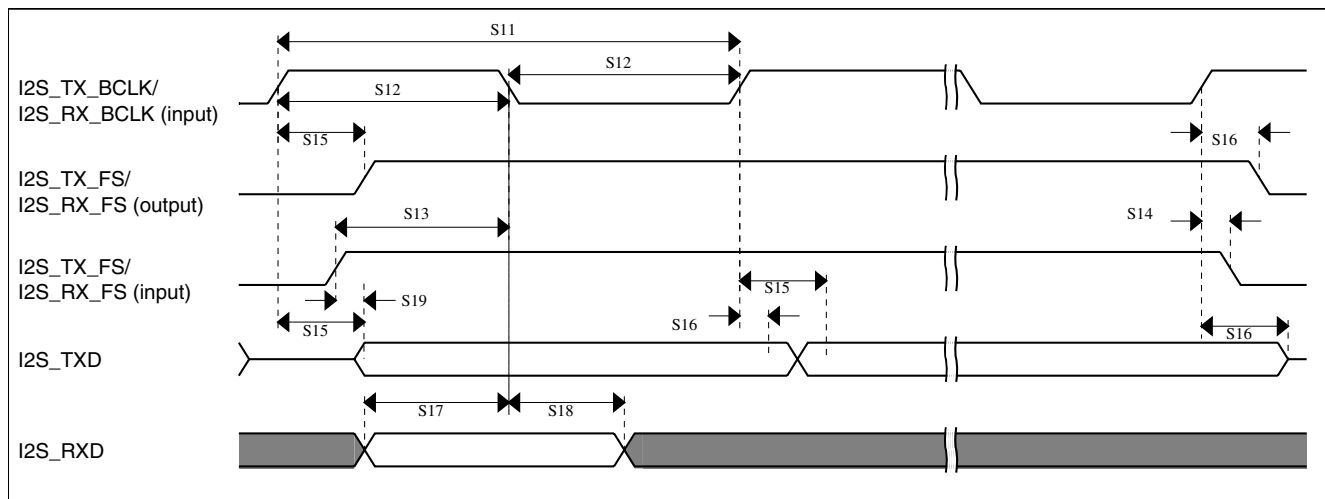 S11
S12
I2S_TX_BCLK/
I2S_RX_BCLK (input)
S12
S15
S16
I2S_TX_FS/
I2S_RX_FS (output)
S13
S14
I2S_TX_FS/
I2S_RX_FS (input)
S19
S15
S15
S16
S16
I2S_TXD
S17
S18
I2S_RXD